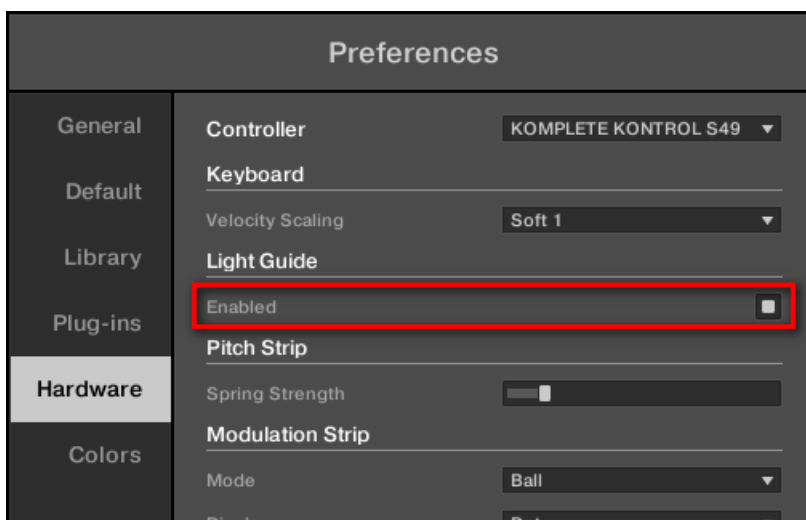 Preferences
General
Default
Library
Plug-ins
Hardware
Colors
Controller KOMPLETE KONTROL S49
Keyboard
Velocity Scaling Soft 1
Light Guide
Enabled
Pitch Strip
Spring Strength
Modulation Strip
Mode Ball